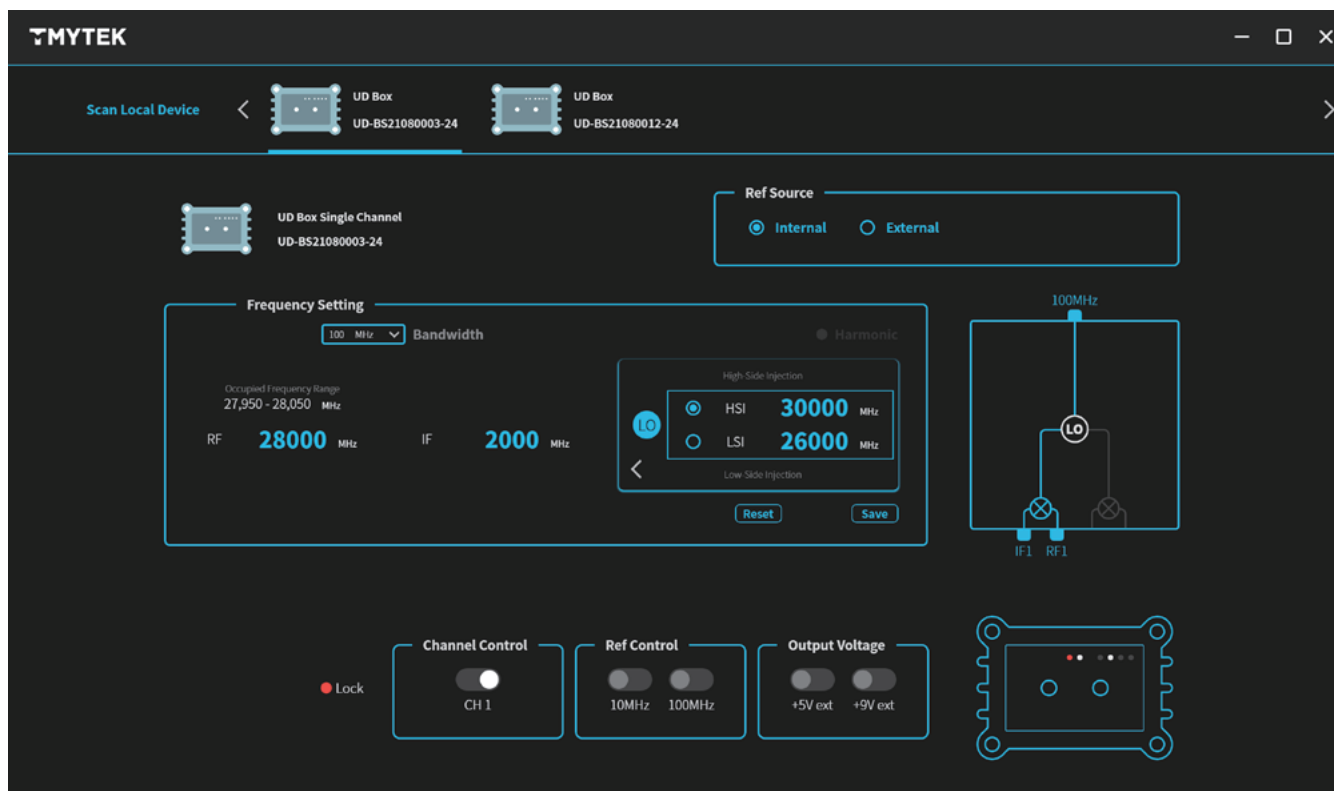 TMYTEK
Scan Local Device
UD Box
UD-BS21080003-24
UD Box
UD-BS21080012-24
UD Box Single Channel
UD-BS21080003-24
Ref Source
Internal External
Frequency Setting
100 MHz Bandwidth
Harmonic
Occupied Frequency Range
27,950 - 28,050 MHz
RF 28000 MHz IF 2000 MHz
High-Side Injection
LO
HSI 30000 MHz
LSI 26000 MHz
Low-Side Injection
Reset Save
100MHz
LO
IF1 RF1
Lock
Channel Control
CH 1
Ref Control
10MHz 100MHz
Output Voltage
+5V ext +9V ext